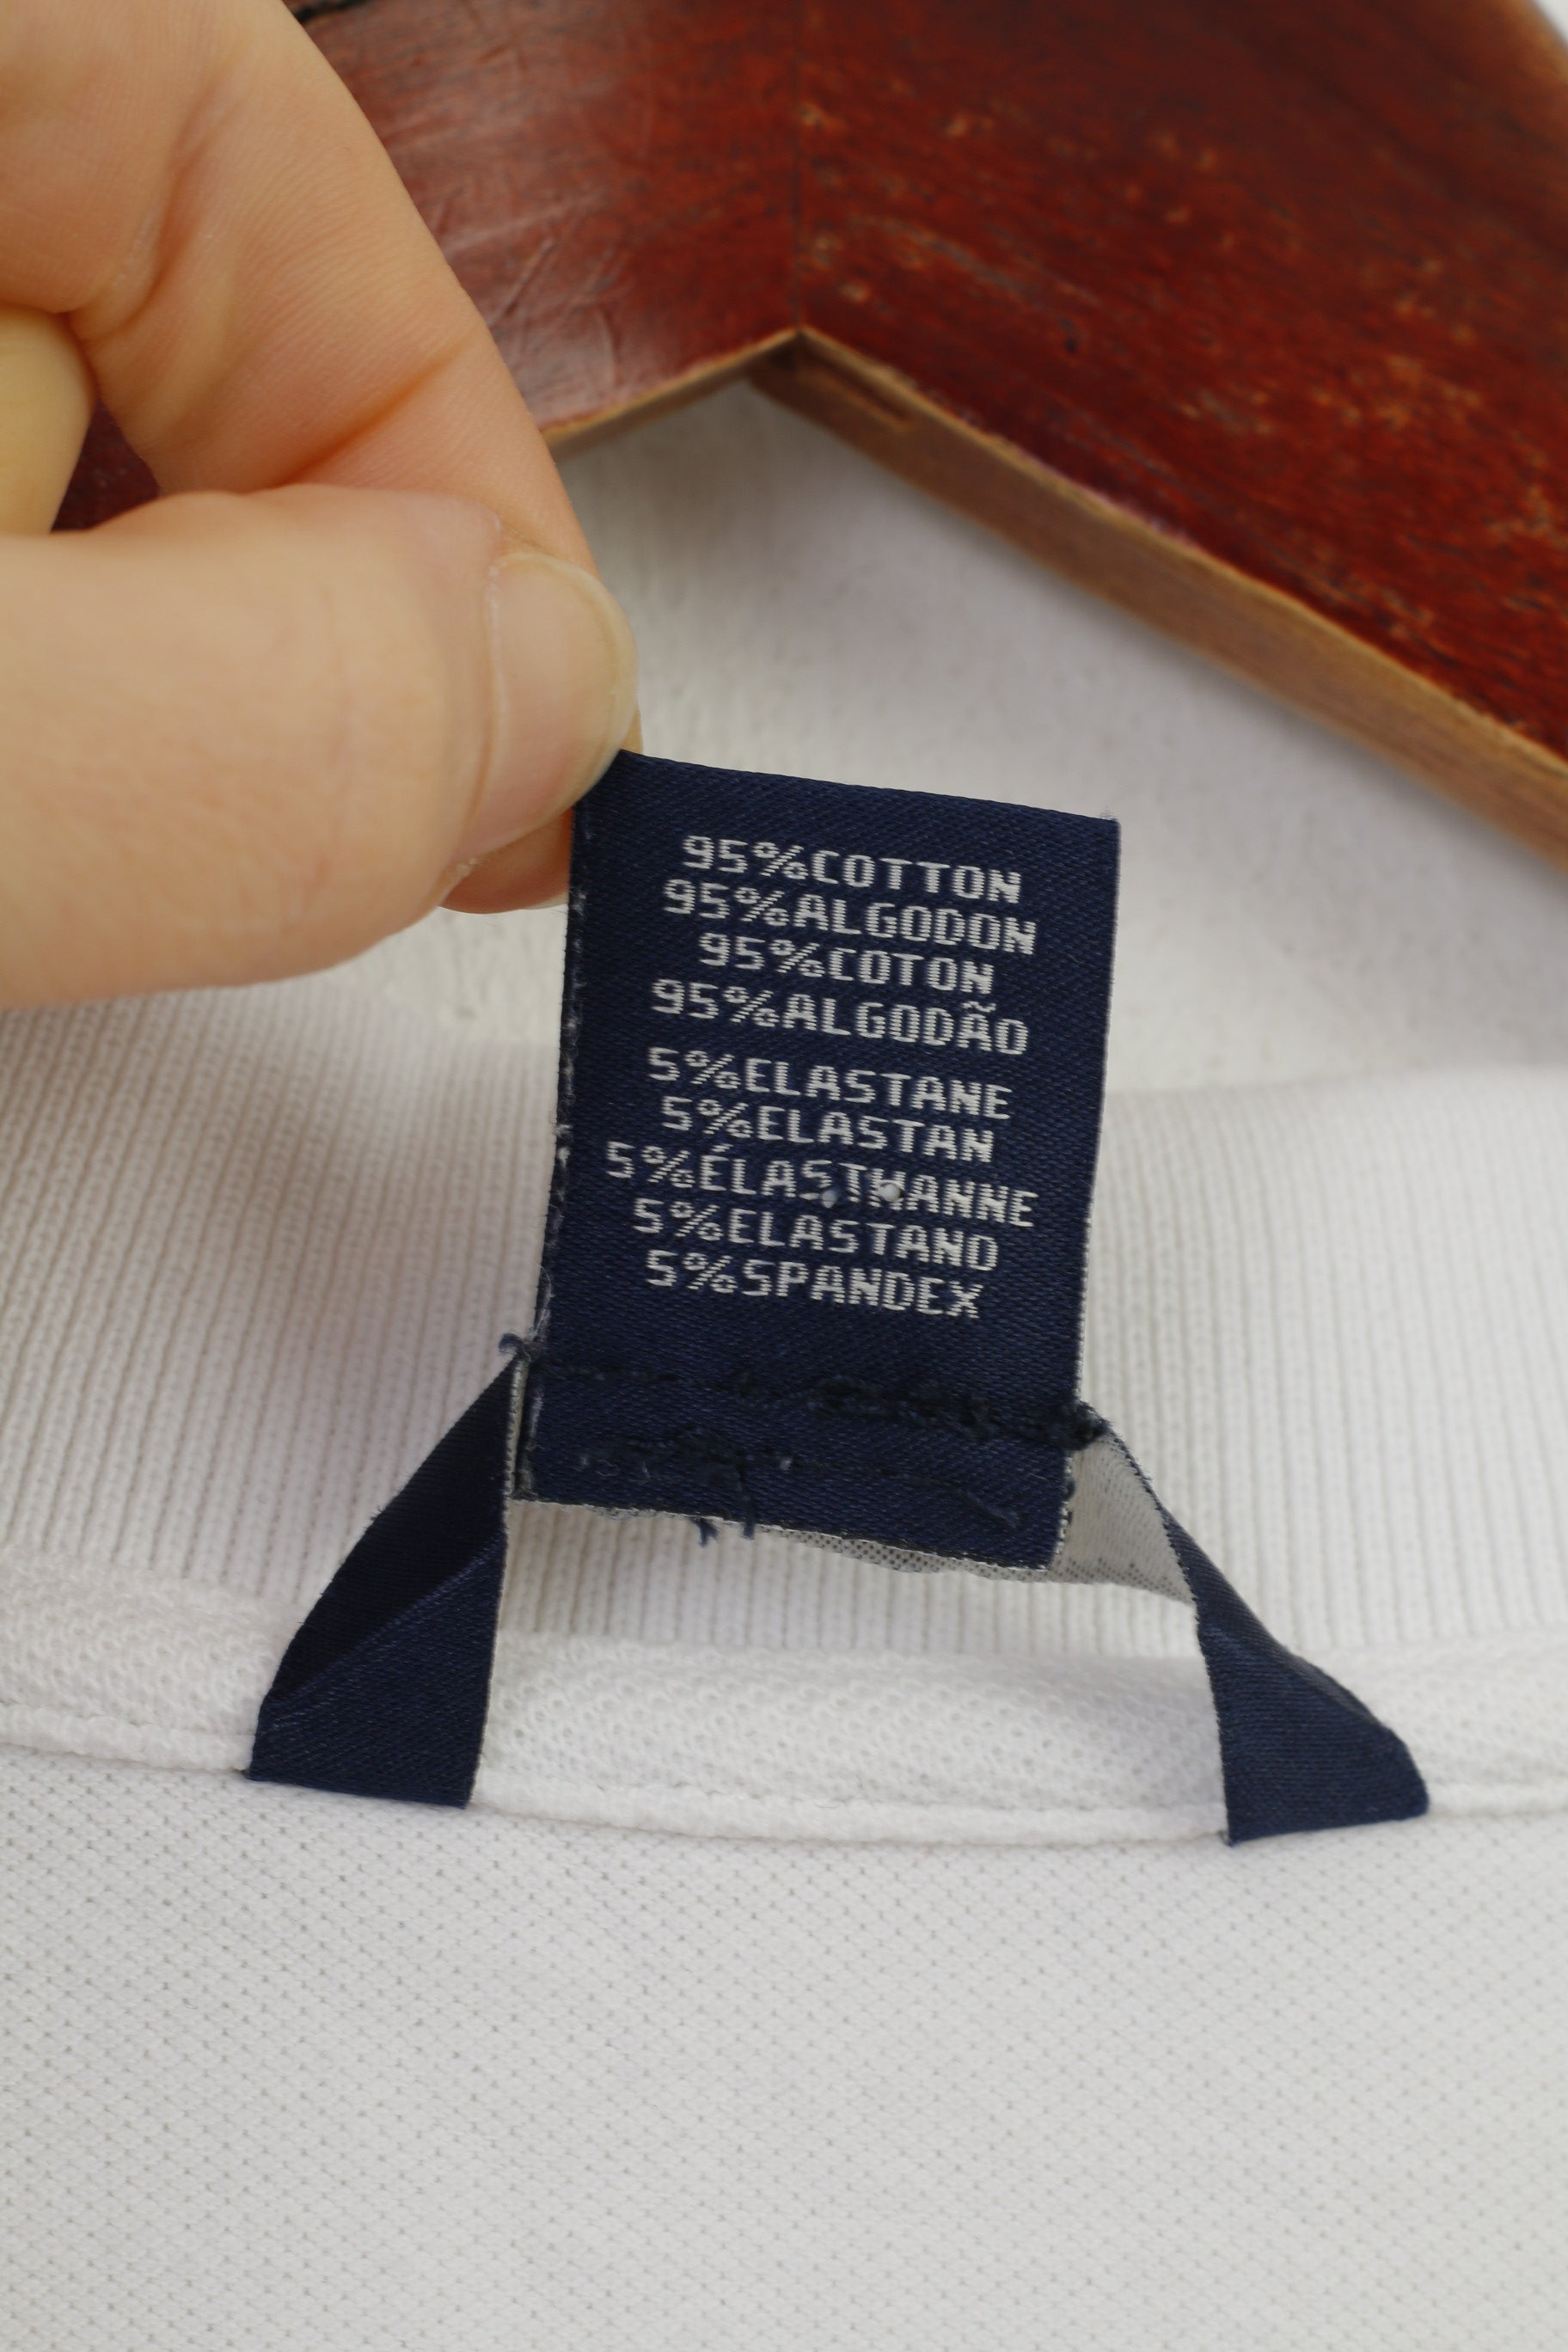 95%COTTON
95%ALGODON
95%COTON
95%ALGODÃO
5%ELASTANE
5%ELASTAN
5%ÉLASTHANNE
5%ELASTANO
5%SPANDEX